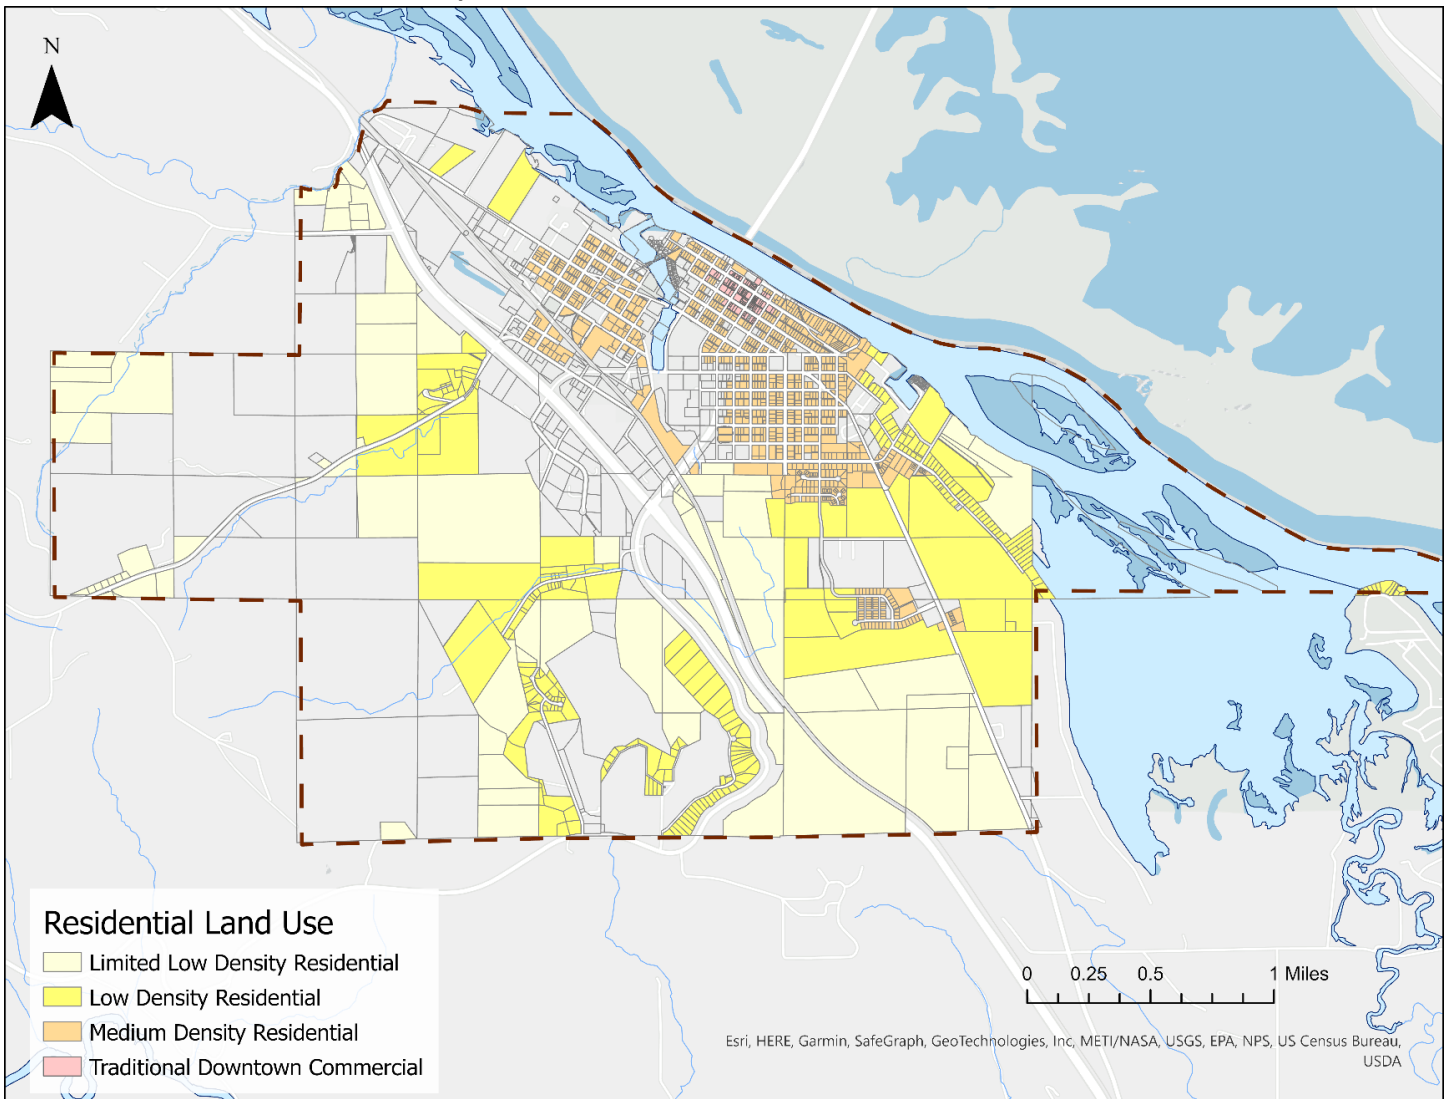 N
Residential Land Use
Limited Low Density Residential
Low Density Residential
Medium Density Residential
Traditional Downtown Commercial
0 0.25 0.5 1 Miles
Esri, HERE, Garmin, SafeGraph, GeoTechnologies, Inc, METI/NASA, USGS, EPA, NPS, US Census Bureau,
USDA